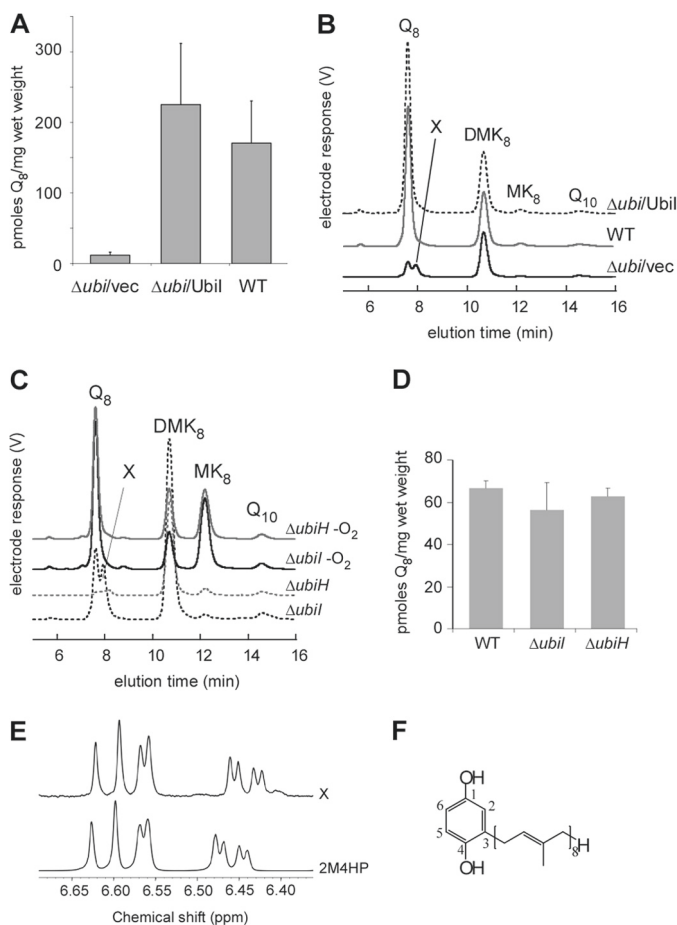 A
pmoles Q8/mg wet weight
300
200
100
0
ΔubiI/vec ΔubiI/UbiI WT
B
electrode response (V)
Q8
X
DMK8
MK8
Q10
ΔubiI/UbiI
WT
ΔubiI/vec
6 8 10 12 14 16
elution time (min)
C
electrode response (V)
Q8
X
DMK8
MK8
Q10
ΔubiH -O2
ΔubiI -O2
ΔubiH
ΔubiI
6 8 10 12 14 16
elution time (min)
D
pmoles Q8/mg wet weight
80
60
40
20
0
WT ΔubiI ΔubiH
E
X
2M4HP
6.65 6.60 6.55 6.50 6.45 6.40
Chemical shift (ppm)
F
OH
1
6 2
5 3
4
OH
[ ]8 H